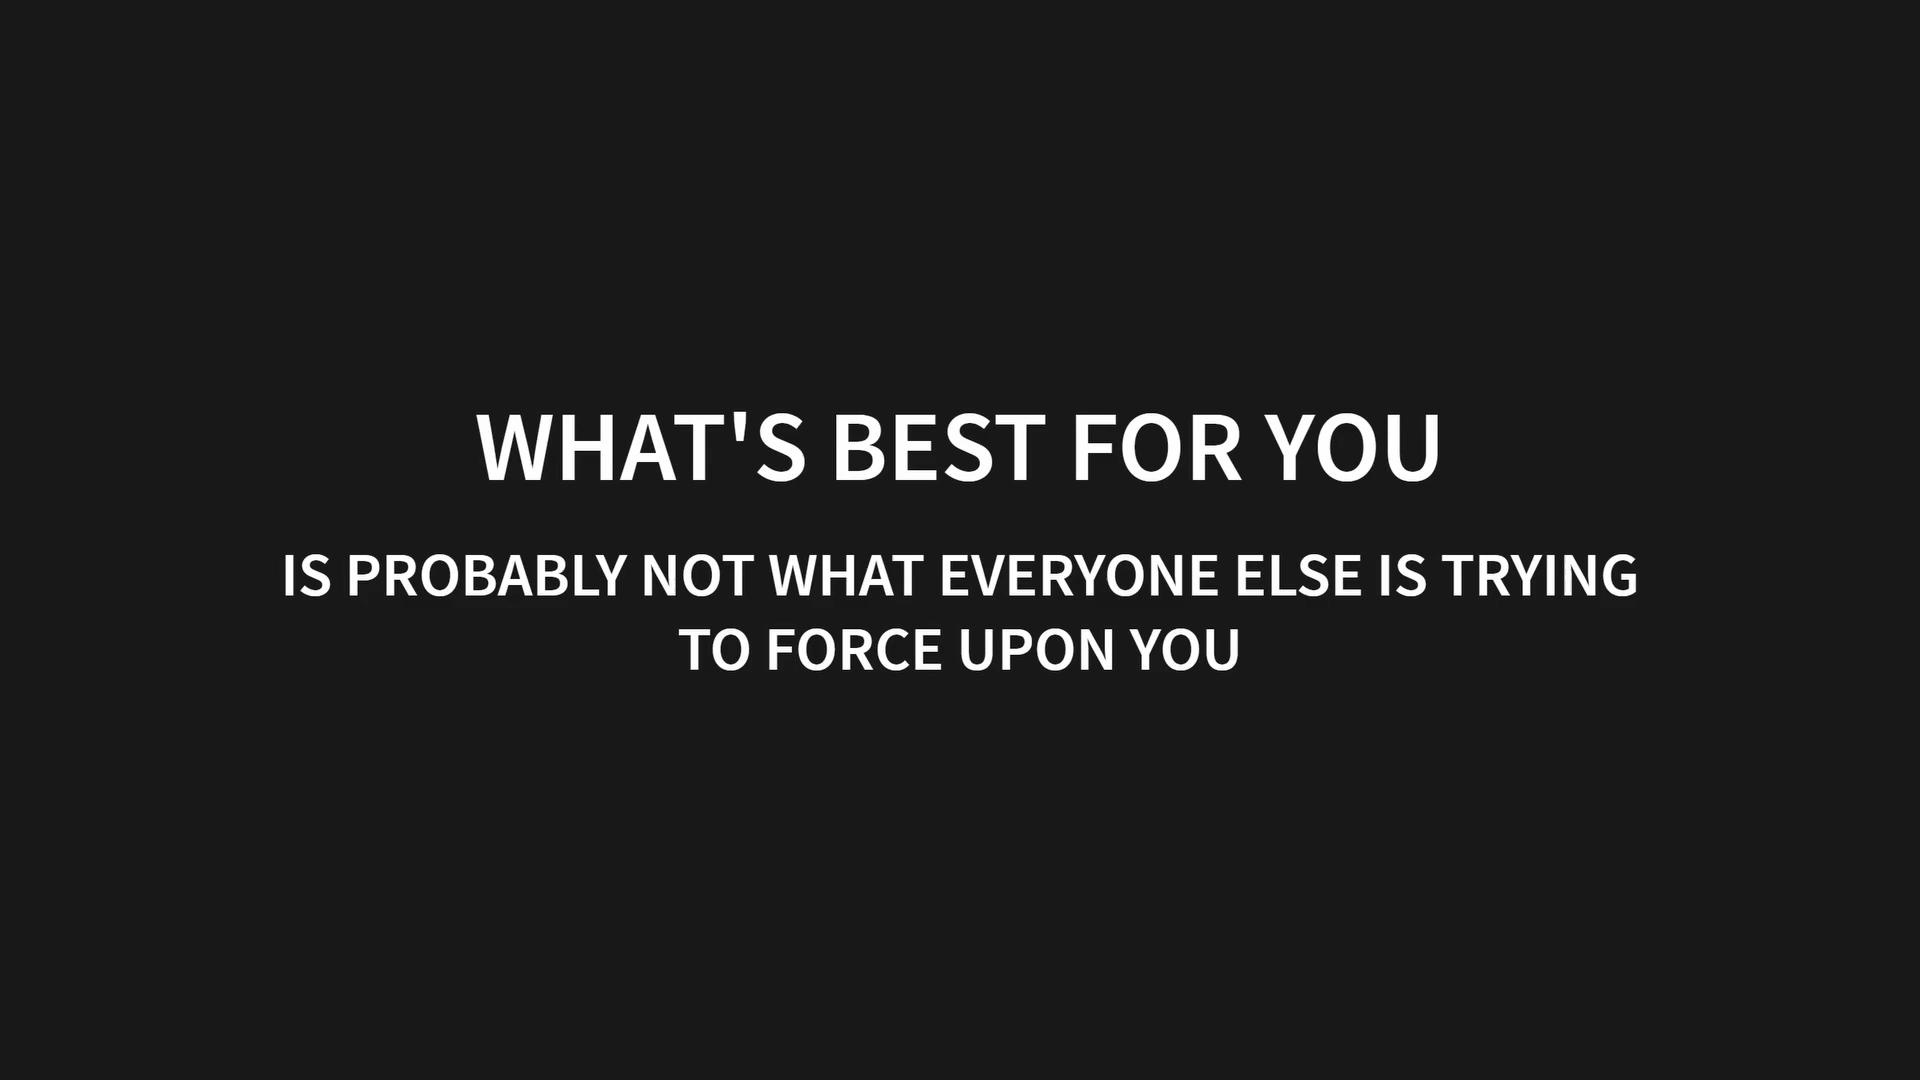 WHAT'S BEST FOR YOU
IS PROBABLY NOT WHAT EVERYONE ELSE IS TRYING
TO FORCE UPON YOU